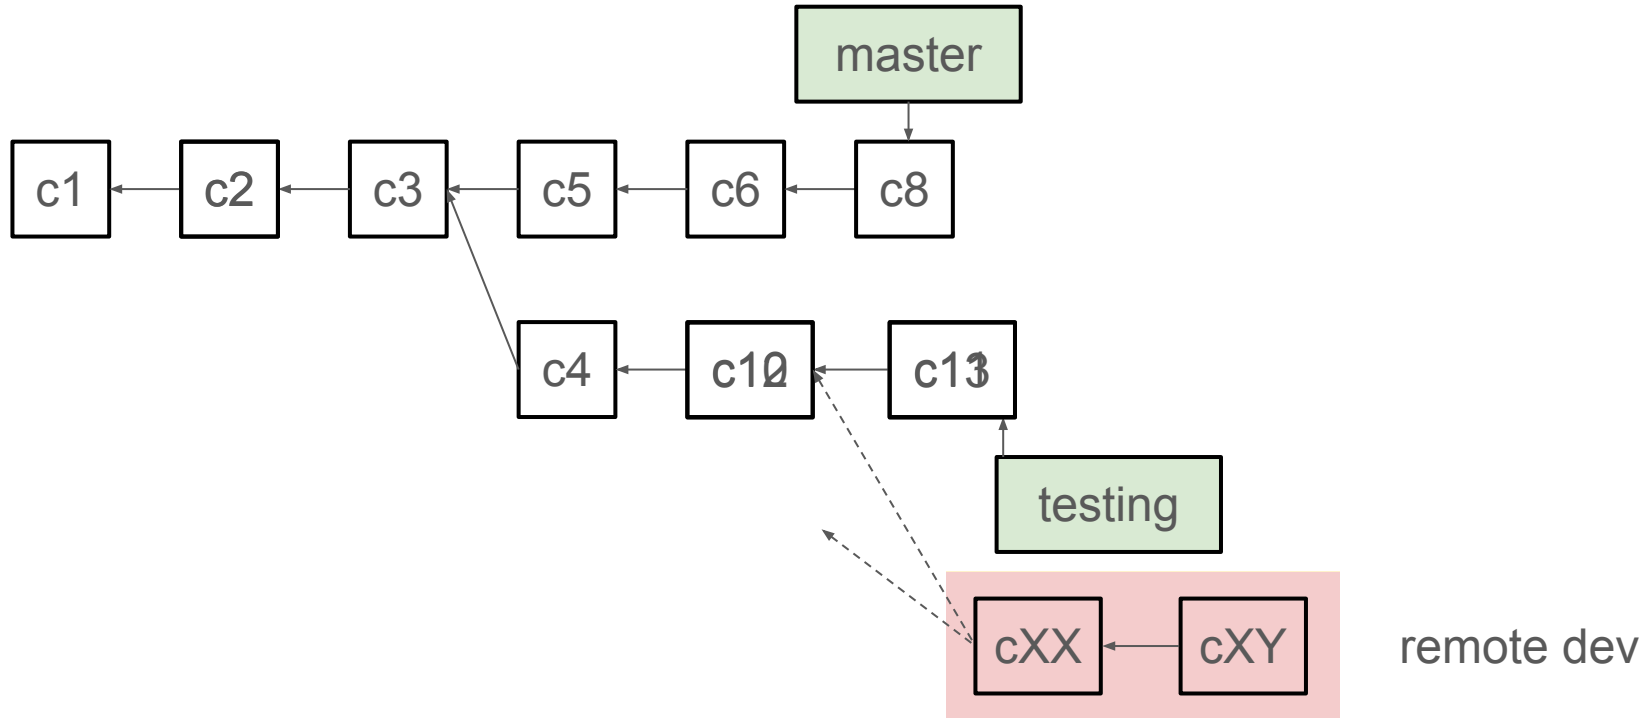 master
c1
c2
c3
c5
c6
c8
c4
testing
cXX
cXY
remote dev